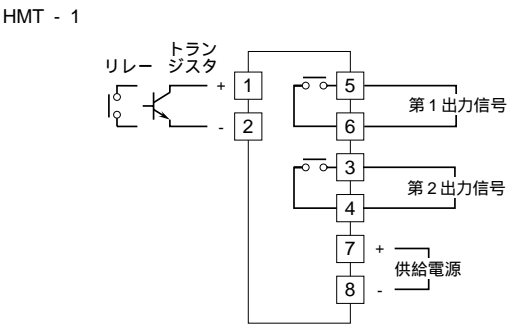 HMT - 1
リレー
トラン
ジスタ
+ 1
- 2
5
第1出力信号
6
3
第2出力信号
4
7 +
供給電源
8 -